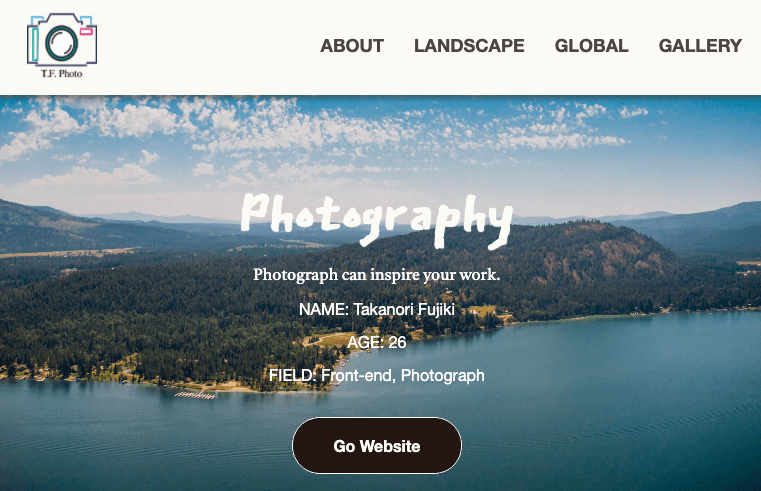 T.F. Photo
ABOUT LANDSCAPE GLOBAL GALLERY
Photography
Photograph can inspire your work.
NAME: Takanori Fujiki
AGE: 26
FIELD: Front-end, Photograph
Go Website